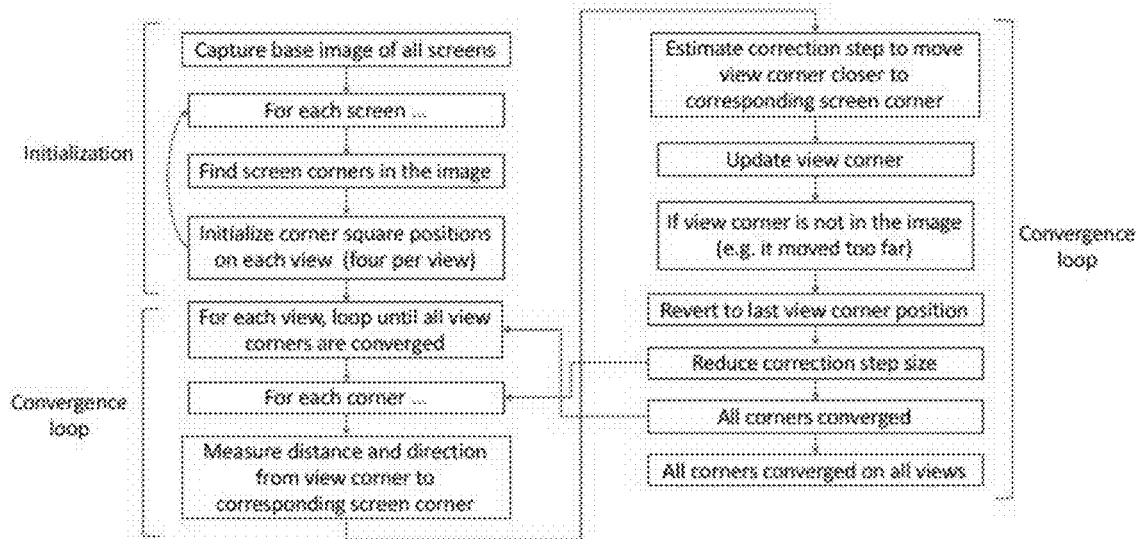 Initialization
Capture base image of all screens
For each screen ...
Find screen corners in the image
Initialize corner square positions
on each view (four per view)
Convergence
loop
For each view, loop until all view
corners are converged
For each corner ...
Measure distance and direction
from view corner to
corresponding screen corner
Estimate correction step to move
view corner closer to
corresponding screen corner
Update view corner
If view corner is not in the image
(e.g. it moved too far)
Revert to last view corner position
Reduce correction step size
All corners converged
All corners converged on all views
Convergence
loop